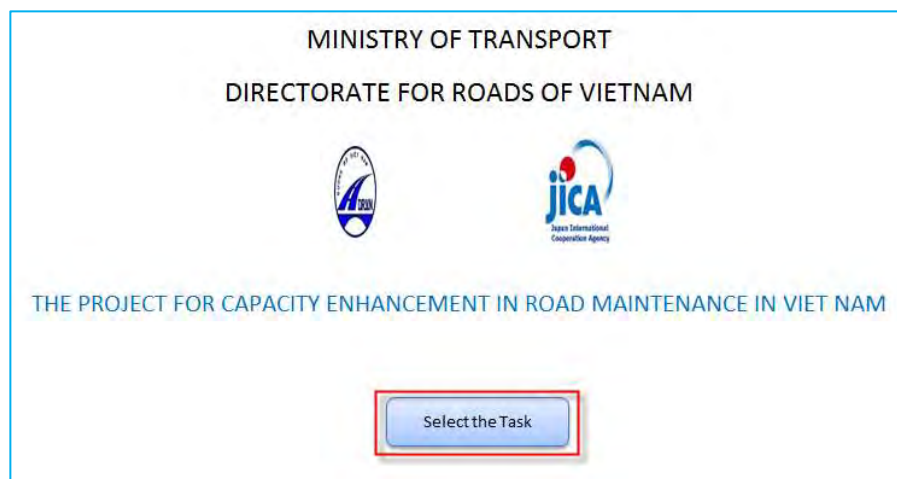 MINISTRY OF TRANSPORT
DIRECTORATE FOR ROADS OF VIETNAM
DRVN
JICA
Japan International
Cooperation Agency
THE PROJECT FOR CAPACITY ENHANCEMENT IN ROAD MAINTENANCE IN VIET NAM
Select the Task